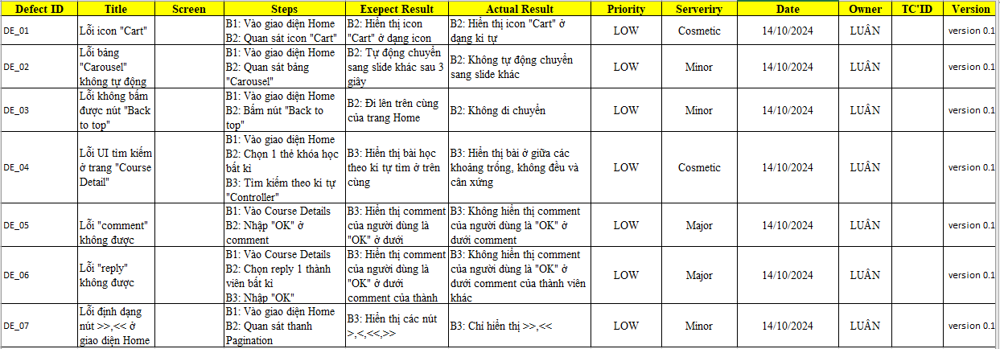 Defect ID Title Screen Steps Exepect Result Actual Result Priority Serveriry Date Owner TC'ID Version
DE_01
Lỗi icon "Cart"
B1: Vào giao diện Home
B2: Quan sát icon "Cart"
B2: Hiển thị icon
"Cart" ở dạng icon
B2: Hiển thị icon "Cart" ở
dạng kí tự
LOW
Cosmetic
14/10/2024
LUÂN
version 0.1
DE_02
Lỗi bảng
"Carousel"
không tự động
B1: Vào giao diện Home
B2: Quan sát bảng
"Carousel"
B2: Tự động chuyển
sang slide khác sau 3
giây
B2: Không tự động chuyển
sang slide khác
LOW
Minor
14/10/2024
LUÂN
version 0.1
DE_03
Lỗi không bấm
được nút "Back
to top"
B1: Vào giao diện Home
B2: Bấm nút "Back to
top"
B2: Đi lên trên cùng
của trang Home
B2: Không di chuyển
LOW
Minor
14/10/2024
LUÂN
version 0.1
DE_04
Lỗi UI tìm kiếm
ở trang "Course
Detail"
B1: Vào giao diện Home
B2: Chọn 1 thẻ khóa học
bất kì
B3: Tìm kiếm theo kí tự
"Controller"
B3: Hiển thị bài học
theo kí tự tìm ở trên
cùng
B3: Hiển thị bài ở giữa các
khoảng trống, không đều và
cân xứng
LOW
Cosmetic
14/10/2024
LUÂN
version 0.1
DE_05
Lỗi "comment"
không được
B1: Vào Course Details
B2: Nhập "OK" ở
comment
B3: Hiển thị comment
của người dùng là
"OK" ở dưới
B3: Không hiển thị comment
của người dùng là "OK" ở
dưới comment
LOW
Major
14/10/2024
LUÂN
version 0.1
DE_06
Lỗi "reply"
không được
B1: Vào Course Details
B2: Chọn reply 1 thành
viên bất kì
B3: Nhập "OK"
B3: Hiển thị comment
của người dùng là
"OK" ở dưới
comment của thành
B3: Không hiển thị comment
của người dùng là "OK" ở
dưới comment của thành viên
khác
LOW
Major
14/10/2024
LUÂN
version 0.1
DE_07
Lỗi định dạng
nút >>,<< ở
giao diện Home
B1: Vào giao diện Home
B2: Quan sát thanh
Pagination
B3: Hiển thị các nút
>,<,<<,>>
B3: Chỉ hiển thị >>,<<
LOW
Minor
14/10/2024
LUÂN
version 0.1